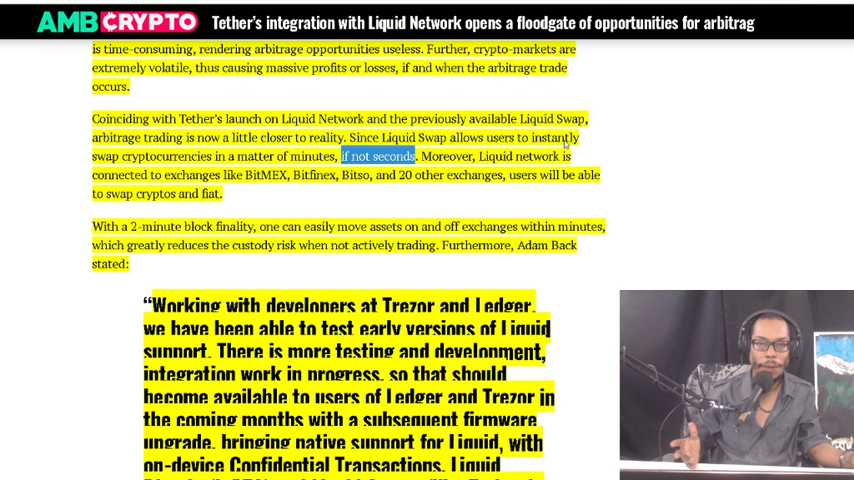 AMBCRYPTO Tether's integration with Liquid Network opens a floodgate of opportunities for arbitrag
is time-consuming, rendering arbitrage opportunities useless. Further, crypto-markets are
extremely volatile, thus causing massive profits or losses, if and when the arbitrage trade
occurs.
Coinciding with Tether's launch on Liquid Network and the previously available Liquid Swap,
arbitrage trading is now a little closer to reality. Since Liquid Swap allows users to instantly
swap cryptocurrencies in a matter of minutes, if not seconds. Moreover, Liquid network is
connected to exchanges like BitMEX, Bitfinex, Bitso, and 20 other exchanges, users will be able
to swap cryptos and fiat.
With a 2-minute block finality, one can easily move assets on and off exchanges within minutes,
which greatly reduces the custody risk when not actively trading. Furthermore, Adam Back
stated:
“Working with developers at Trezor and Ledger,
we have been able to test early versions of Liquid
support. There is more testing and development,
integration work in progress, so that should
become available to users of Ledger and Trezor in
the coming months with a subsequent firmware
upgrade, bringing native support for Liquid, with
on-device Confidential Transactions, Liquid